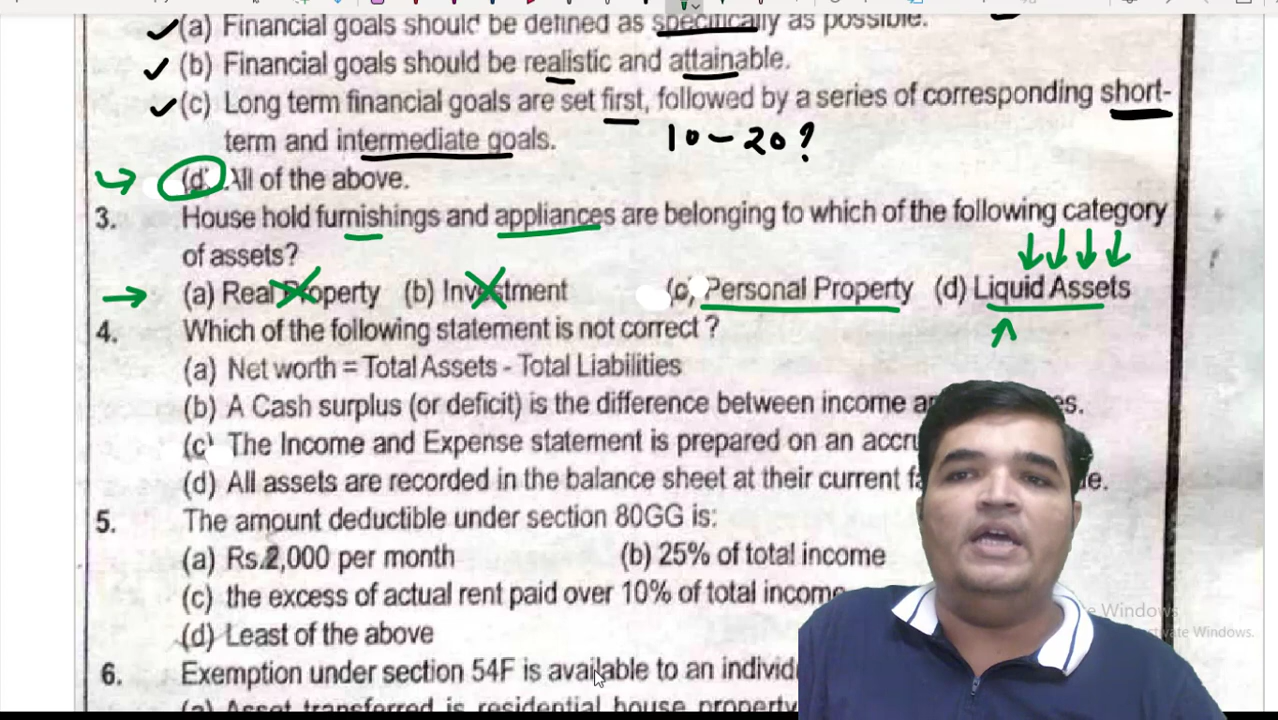 (a) Financial goals should be defined as specifically as possible.
(b) Financial goals should be realistic and attainable.
(c) Long term financial goals are set first, followed by a series of corresponding short-
term and intermediate goals. 10-20?
(d) All of the above.
3. House hold furnishings and appliances are belonging to which of the following category
of assets?
(a) Real Property (b) Investment (c) Personal Property (d) Liquid Assets
4. Which of the following statement is not correct ?
(a) Net worth = Total Assets - Total Liabilities
(b) A Cash surplus (or deficit) is the difference between income
(c) The Income and Expense statement is prepared on an
(d) All assets are recorded in the balance sheet at their current
5. The amount deductible under section 80GG is:
(a) Rs.2,000 per month (b) 25% of total income
(c) the excess of actual rent paid over 10% of total income
(d) Least of the above
6. Exemption under section 54F is available to an
(a) Asset transferred is residential house property